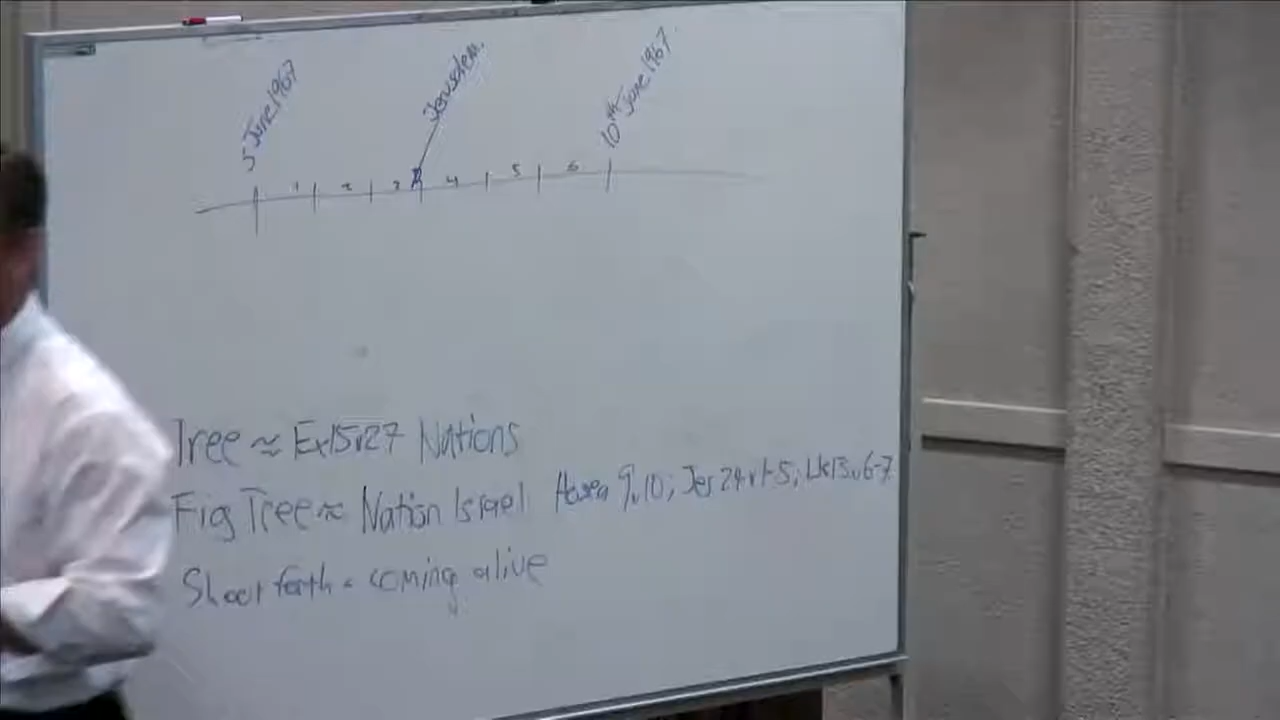 5 June 1967
Jerusalem.
10th June 1967
1 2 3 4 5 6
Tree ≈ Ex15v27 Nations
Fig Tree ≈ Nation Israel Hosea 9v10; Jer 24v1-5; Lk13v6-7
Shoot forth = coming alive